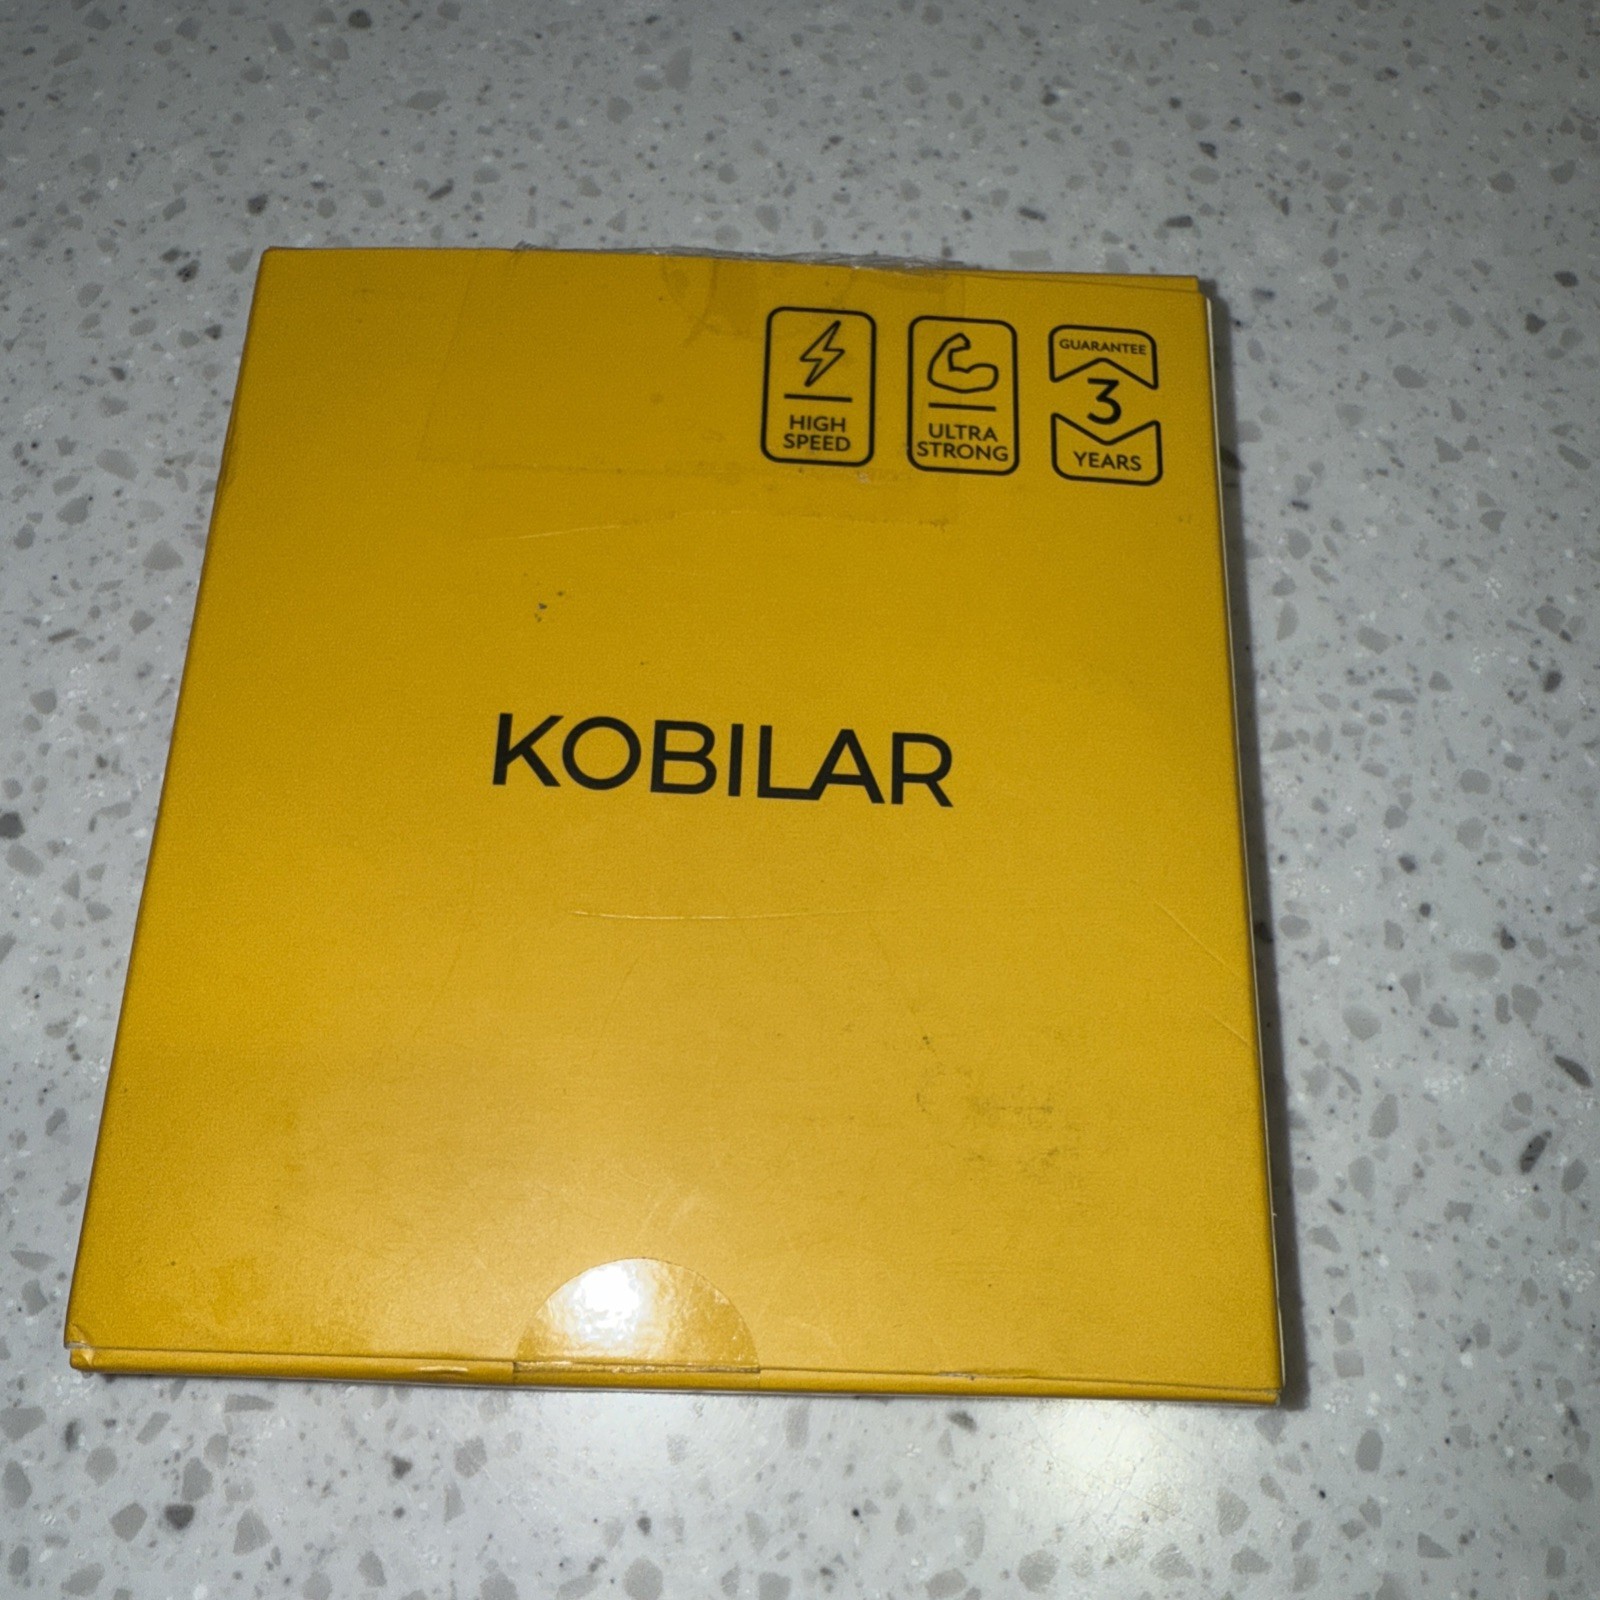 HIGH
SPEED
ULTRA
STRONG
GUARANTEE
3
YEARS
KOBILAR